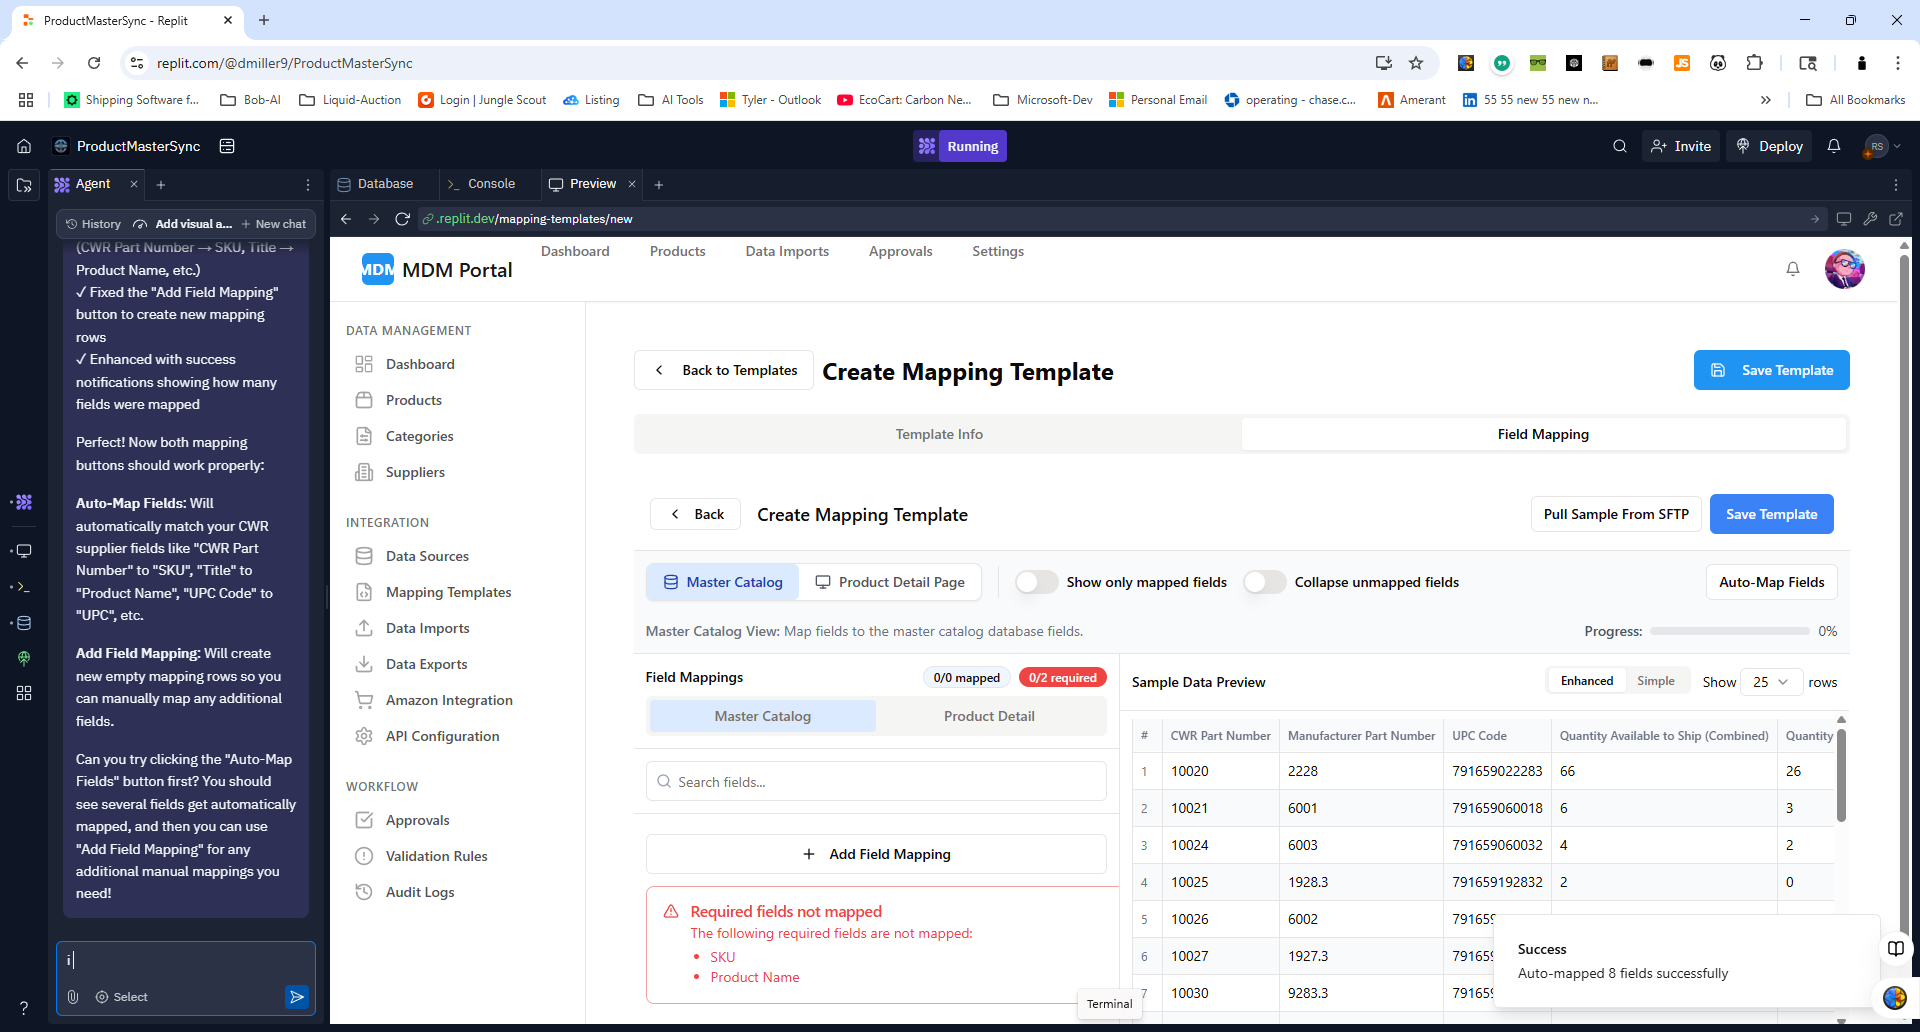 ProductMasterSync - Replit
replit.com/@dmiller9/ProductMasterSync
Shipping Software f...
Bob-AI
Liquid-Auction
Login | Jungle Scout
Listing
AI Tools
Tyler - Outlook
EcoCart: Carbon Ne...
Microsoft-Dev
Personal Email
operating - chase.c...
Amerant
55 55 new 55 new n...
All Bookmarks
ProductMasterSync
Running
Invite
Deploy
RS
Agent
Database
Console
Preview
History
Add visual a...
New chat
.replit.dev/mapping-templates/new
(CWR Part Number → SKU, Title →
Product Name, etc.)
✓ Fixed the "Add Field Mapping"
button to create new mapping
rows
✓ Enhanced with success
notifications showing how many
fields were mapped
Perfect! Now both mapping
buttons should work properly:
Auto-Map Fields: Will
automatically match your CWR
supplier fields like "CWR Part
Number" to "SKU", "Title" to
"Product Name", "UPC Code" to
"UPC", etc.
Add Field Mapping: Will create
new empty mapping rows so you
can manually map any additional
fields.
Can you try clicking the "Auto-Map
Fields" button first? You should
see several fields get automatically
mapped, and then you can use
"Add Field Mapping" for any
additional manual mappings you
need!
i
Select
MDM
MDM Portal
Dashboard
Products
Data Imports
Approvals
Settings
DATA MANAGEMENT
Dashboard
Products
Categories
Suppliers
INTEGRATION
Data Sources
Mapping Templates
Data Imports
Data Exports
Amazon Integration
API Configuration
WORKFLOW
Approvals
Validation Rules
Audit Logs
Back to Templates
Create Mapping Template
Save Template
Template Info
Field Mapping
Back
Create Mapping Template
Pull Sample From SFTP
Save Template
Master Catalog
Product Detail Page
Show only mapped fields
Collapse unmapped fields
Auto-Map Fields
Master Catalog View: Map fields to the master catalog database fields.
Progress:
0%
Field Mappings
0/0 mapped
0/2 required
Master Catalog
Product Detail
Search fields...
Add Field Mapping
Required fields not mapped
The following required fields are not mapped:
• SKU
• Product Name
Terminal
Sample Data Preview
Enhanced
Simple
Show
25
rows
# CWR Part Number Manufacturer Part Number UPC Code Quantity Available to Ship (Combined) Quantity
1 10020 2228 791659022283 66 26
2 10021 6001 791659060018 6 3
3 10024 6003 791659060032 4 2
4 10025 1928.3 791659192832 2 0
5 10026 6002 79165
6 10027 1927.3 79165
7 10030 9283.3 79165
Success
Auto-mapped 8 fields successfully